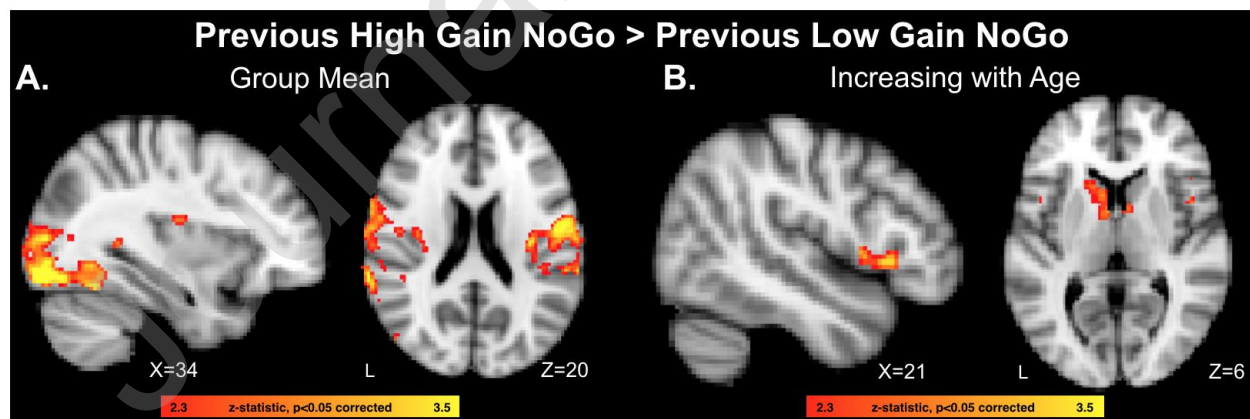 Previous High Gain NoGo > Previous Low Gain NoGo
A.
Group Mean
B.
Increasing with Age
X=34
L
Z=20
X=21
L
Z=6
2.3 z-statistic, p<0.05 corrected 3.5
2.3 z-statistic, p<0.05 corrected 3.5